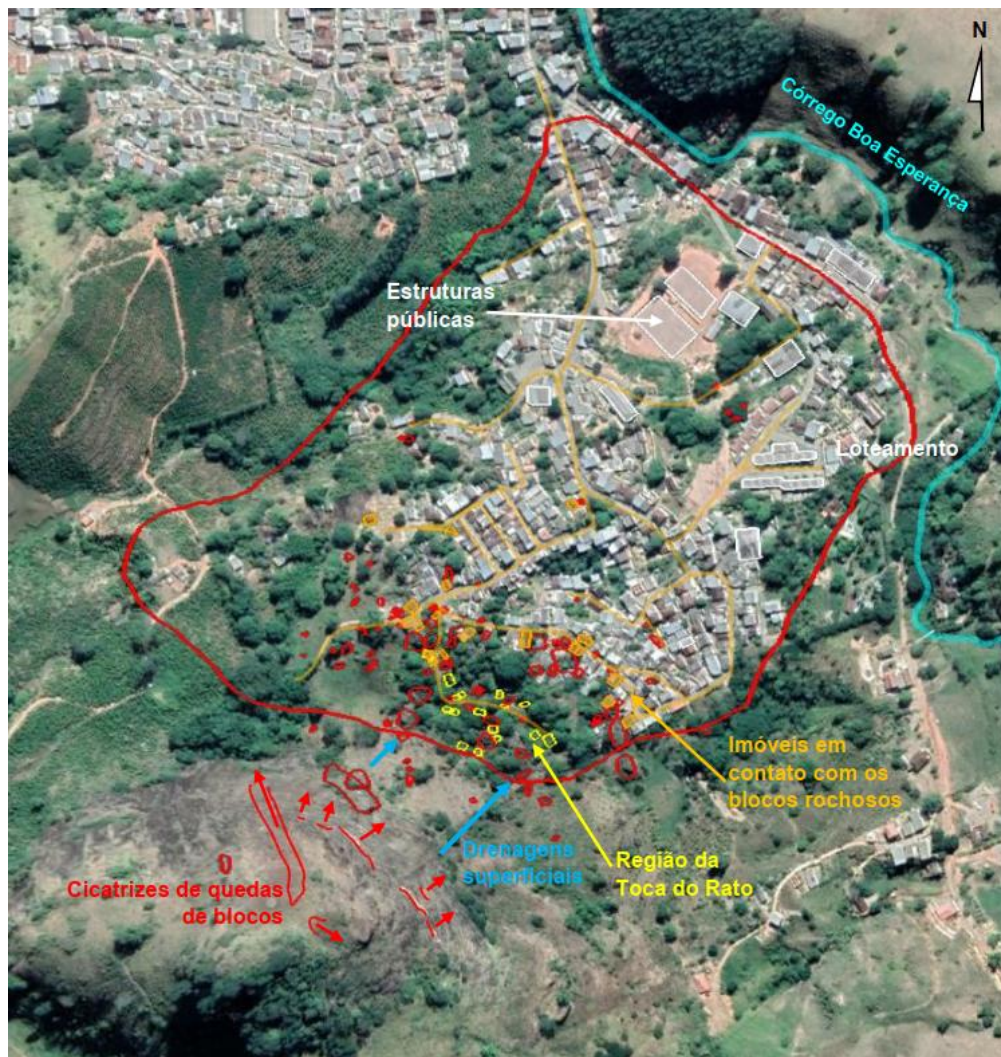 N
Córrego Boa Esperança
Estruturas
públicas
Loteamento
Imóveis em
contato com os
blocos rochosos
Drenagens
superficiais
Região da
Toca do Rato
Cicatrizes de quedas
de blocos